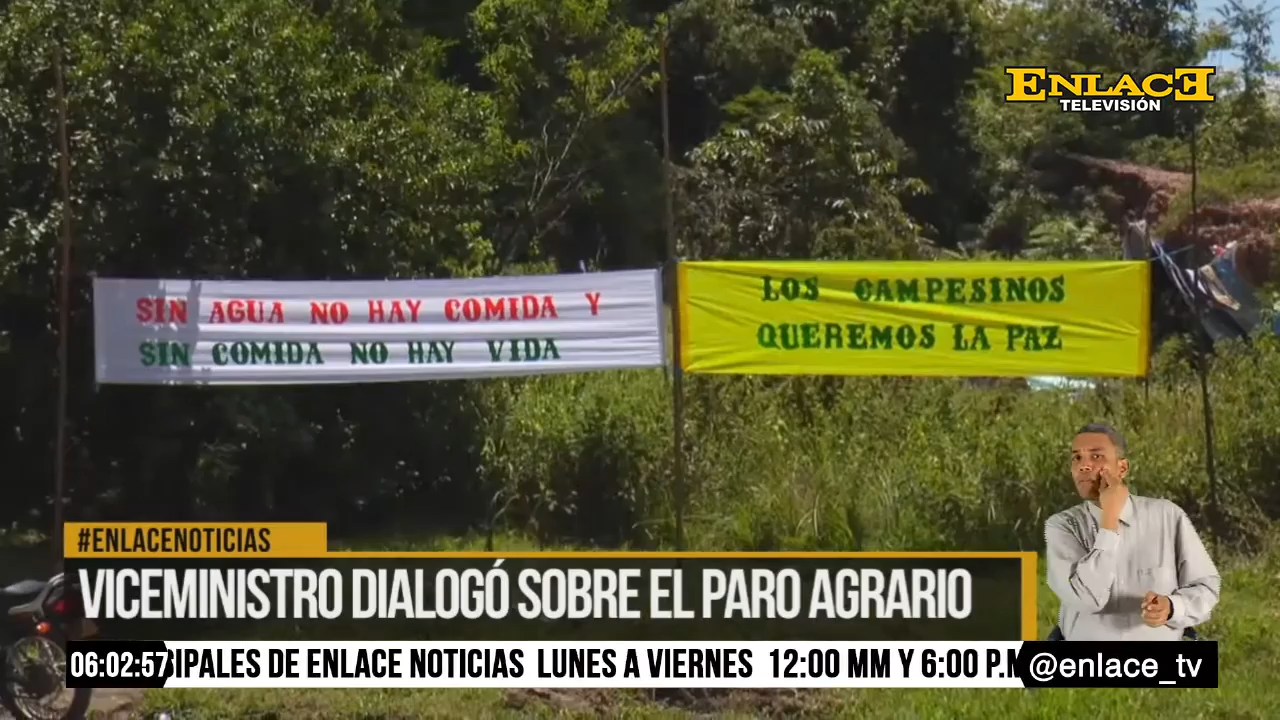 ENLACE
TELEVISIÓN
SIN AGUA NO HAY COMIDA Y
SIN COMIDA NO HAY VIDA
LOS CAMPESINOS
QUEREMOS LA PAZ
#ENLACENOTICIAS
VICEMINISTRO DIALOGÓ SOBRE EL PARO AGRARIO
06:02:57 DE ENLACE NOTICIAS LUNES A VIERNES 12:00 MM Y 6:00 @enlace_tv